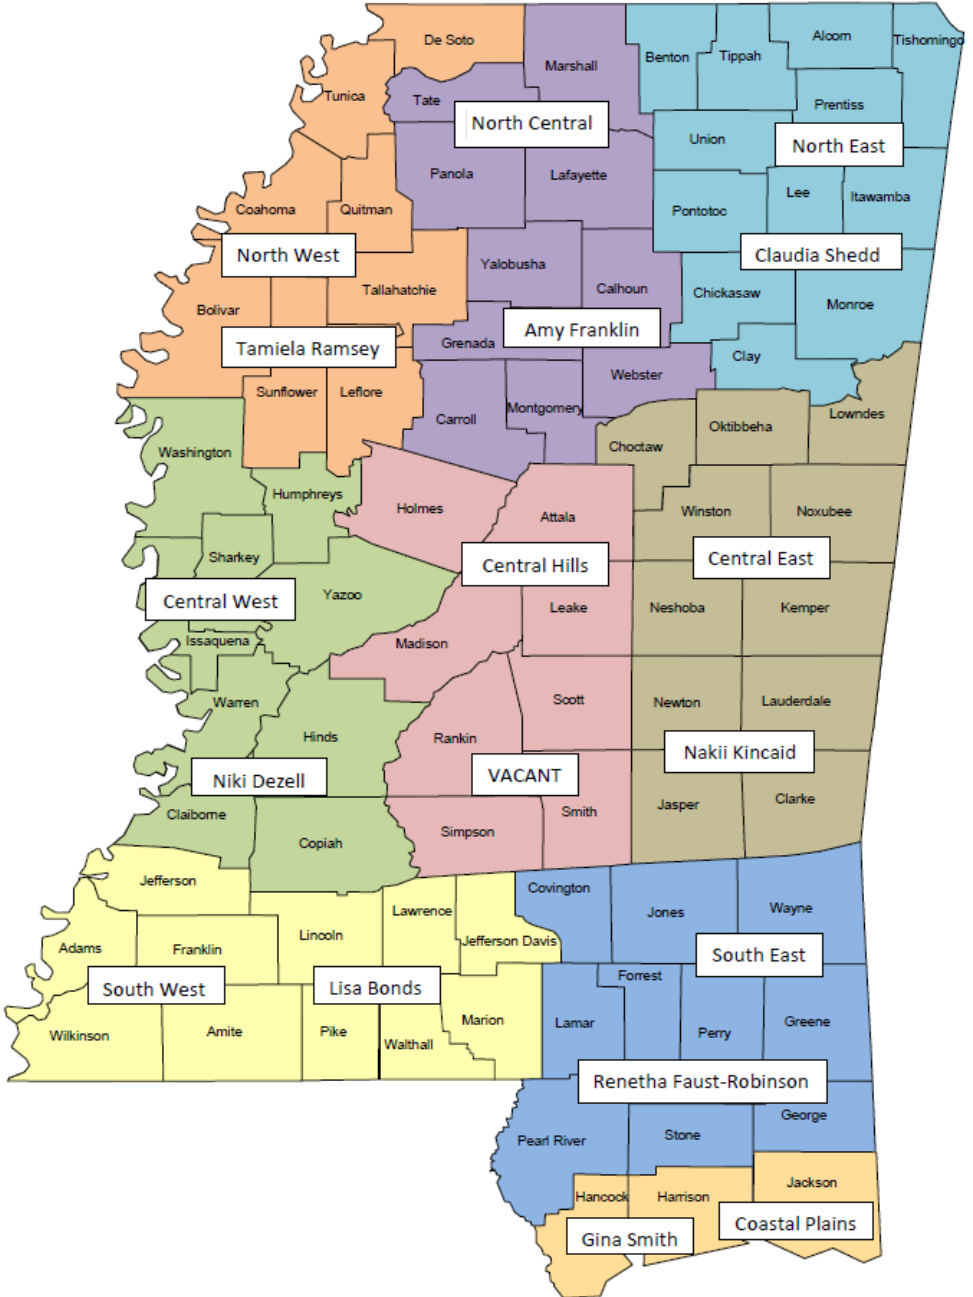 De Soto
Alcorn
Tishomingo
Marshall
Benton
Tippah
Tunica
Tate
Prentiss
North Central
Union
North East
Panola
Lafayette
Lee
Itawamba
Coahoma
Quitman
Pontotoc
North West
Claudia Shedd
Yalobusha
Tallahatchie
Calhoun
Chickasaw
Monroe
Bolivar
Amy Franklin
Tamiela Ramsey
Grenada
Clay
Webster
Sunflower
Leflore
Montgomery
Lowndes
Carroll
Oktibbeha
Choctaw
Washington
Humphreys
Holmes
Attala
Winston
Noxubee
Sharkey
Central Hills
Central East
Central West
Yazoo
Leake
Neshoba
Kemper
Issaquena
Madison
Warren
Scott
Newton
Lauderdale
Hinds
Rankin
Nakii Kincaid
Niki Dezell
VACANT
Claiborne
Smith
Jasper
Clarke
Copiah
Simpson
Jefferson
Covington
Lawrence
Jones
Wayne
Adams
Franklin
Lincoln
Jefferson Davis
South East
South West
Lisa Bonds
Forrest
Wilkinson
Amite
Pike
Walthall
Marion
Lamar
Perry
Greene
Renetha Faust-Robinson
George
Pearl River
Stone
Jackson
Hancock
Harrison
Coastal Plains
Gina Smith